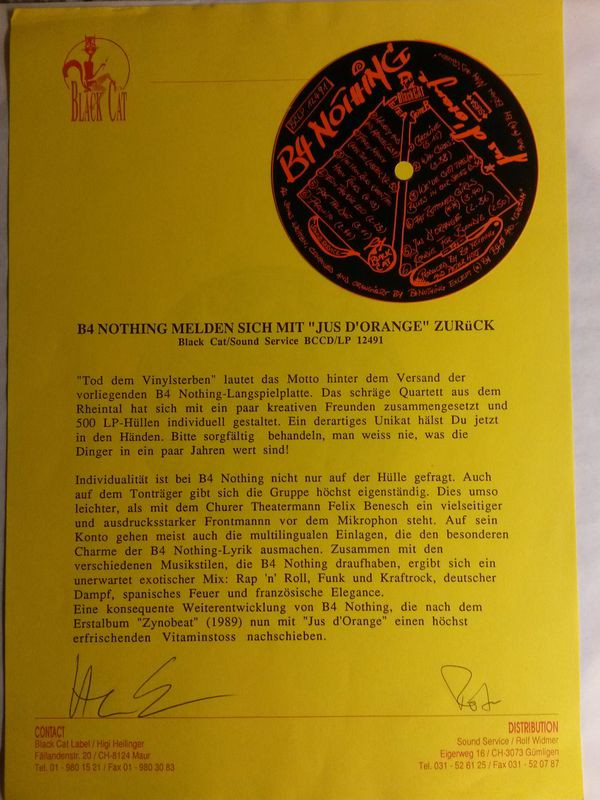 BLACK CAT
B4 NOTHING
jus d'orange
B4 NOTHING MELDEN SICH MIT "JUS D'ORANGE" ZURüCK
Black Cat/Sound Service BCCD/LP 12491
"Tod dem Vinylsterben" lautet das Motto hinter dem Versand der
vorliegenden B4 Nothing-Langspielplatte. Das schräge Quartett aus dem
Rheintal hat sich mit ein paar kreativen Freunden zusammengesetzt und
500 LP-Hüllen individuell gestaltet. Ein derartiges Unikat hälst Du jetzt
in den Händen. Bitte sorgfältig behandeln, man weiss nie, was die
Dinger in ein paar Jahren wert sind!
Individualität ist bei B4 Nothing nicht nur auf der Hülle gefragt. Auch
auf dem Tonträger gibt sich die Gruppe höchst eigenständig. Dies umso
leichter, als mit dem Churer Theatermann Felix Benesch ein vielseitiger
und ausdrucksstarker Frontmannn vor dem Mikrophon steht. Auf sein
Konto gehen meist auch die multilingualen Einlagen, die den besonderen
Charme der B4 Nothing-Lyrik ausmachen. Zusammen mit den
verschiedenen Musikstilen, die B4 Nothing draufhaben, ergibt sich ein
unerwartet exotischer Mix: Rap 'n' Roll, Funk und Kraftrock, deutscher
Dampf, spanisches Feuer und französische Elegance.
Eine konsequente Weiterentwicklung von B4 Nothing, die nach dem
Erstalbum "Zynobeat" (1989) nun mit "Jus d'Orange" einen höchst
erfrischenden Vitaminstoss nachschieben.
CONTACT
Black Cat Label / Higi Heilinger
Fällandenstr. 20 / CH-8124 Maur
Tel. 01 - 980 15 21 / Fax 01 - 980 30 83
DISTRIBUTION
Sound Service / Rolf Widmer
Eigerweg 16 / CH-3073 Gümligen
Tel. 031 - 52 61 25 / Fax 031 - 52 07 87